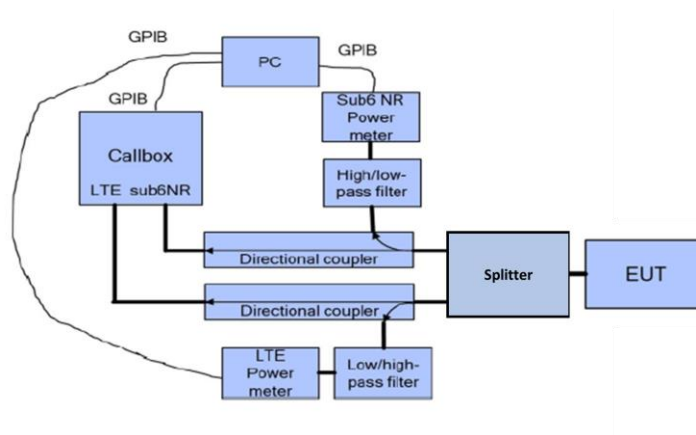 GPIB
PC
GPIB
GPIB
Sub6 NR
Power
meter
Callbox
LTE sub6NR
High/low-
pass filter
Directional coupler
Splitter
EUT
Directional coupler
LTE
Power
meter
Low/high-
pass filter